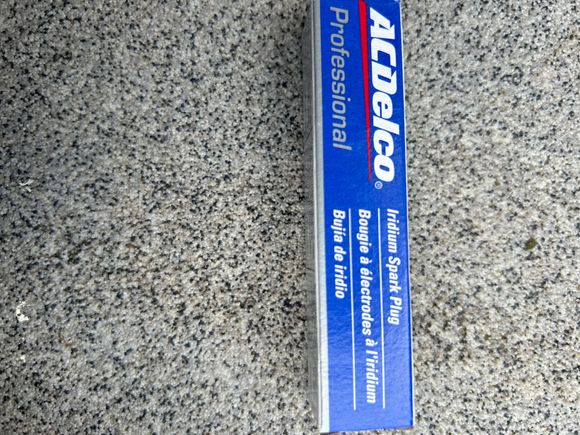 ACDelco®
Professional
Iridium Spark Plug
Bougie à électrodes à l'iridium
Bujía de iridio